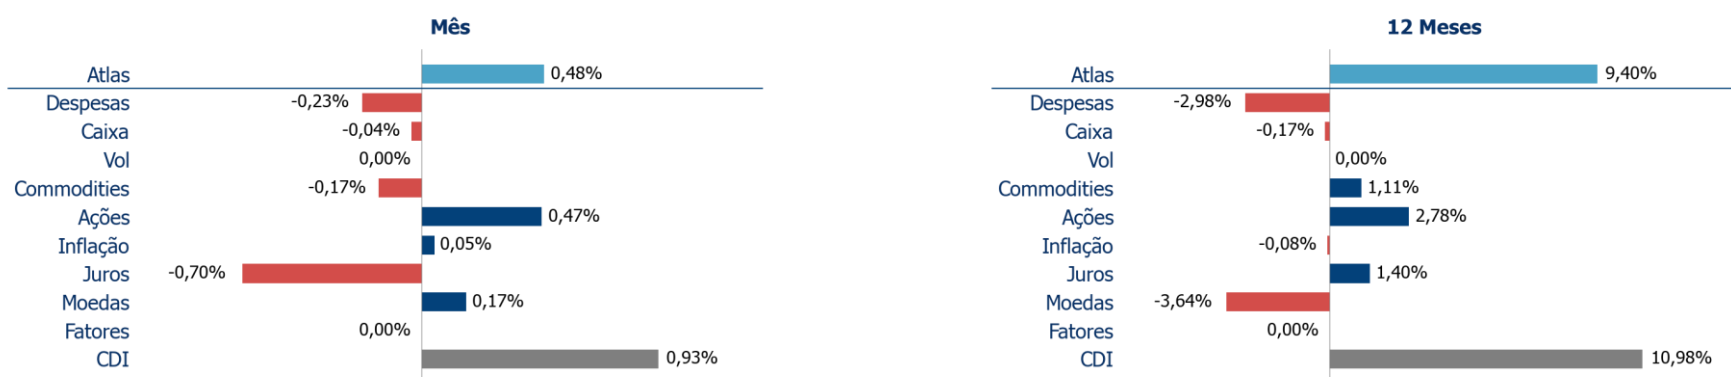 Mês
Atlas 0,48%
Despesas -0,23%
Caixa -0,04%
Vol 0,00%
Commodities -0,17%
Ações 0,47%
Inflação 0,05%
Juros -0,70%
Moedas 0,17%
Fatores 0,00%
CDI 0,93%
12 Meses
Atlas 9,40%
Despesas -2,98%
Caixa -0,17%
Vol 0,00%
Commodities 1,11%
Ações 2,78%
Inflação -0,08%
Juros 1,40%
Moedas -3,64%
Fatores 0,00%
CDI 10,98%